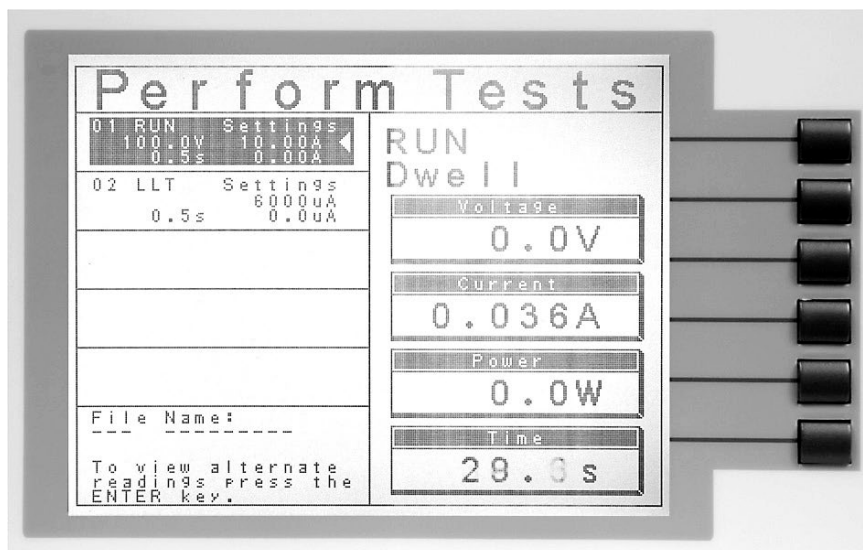 Perform Tests
01 RUN Settings
100.0V 10.00A
0.5s 0.00A
02 LLT Settings
6000uA
0.5s 0.0uA
File Name:
To view alternate
readings press the
ENTER key.
RUN
Dwell
Voltage
0.0V
Current
0.036A
Power
0.0W
Time
s